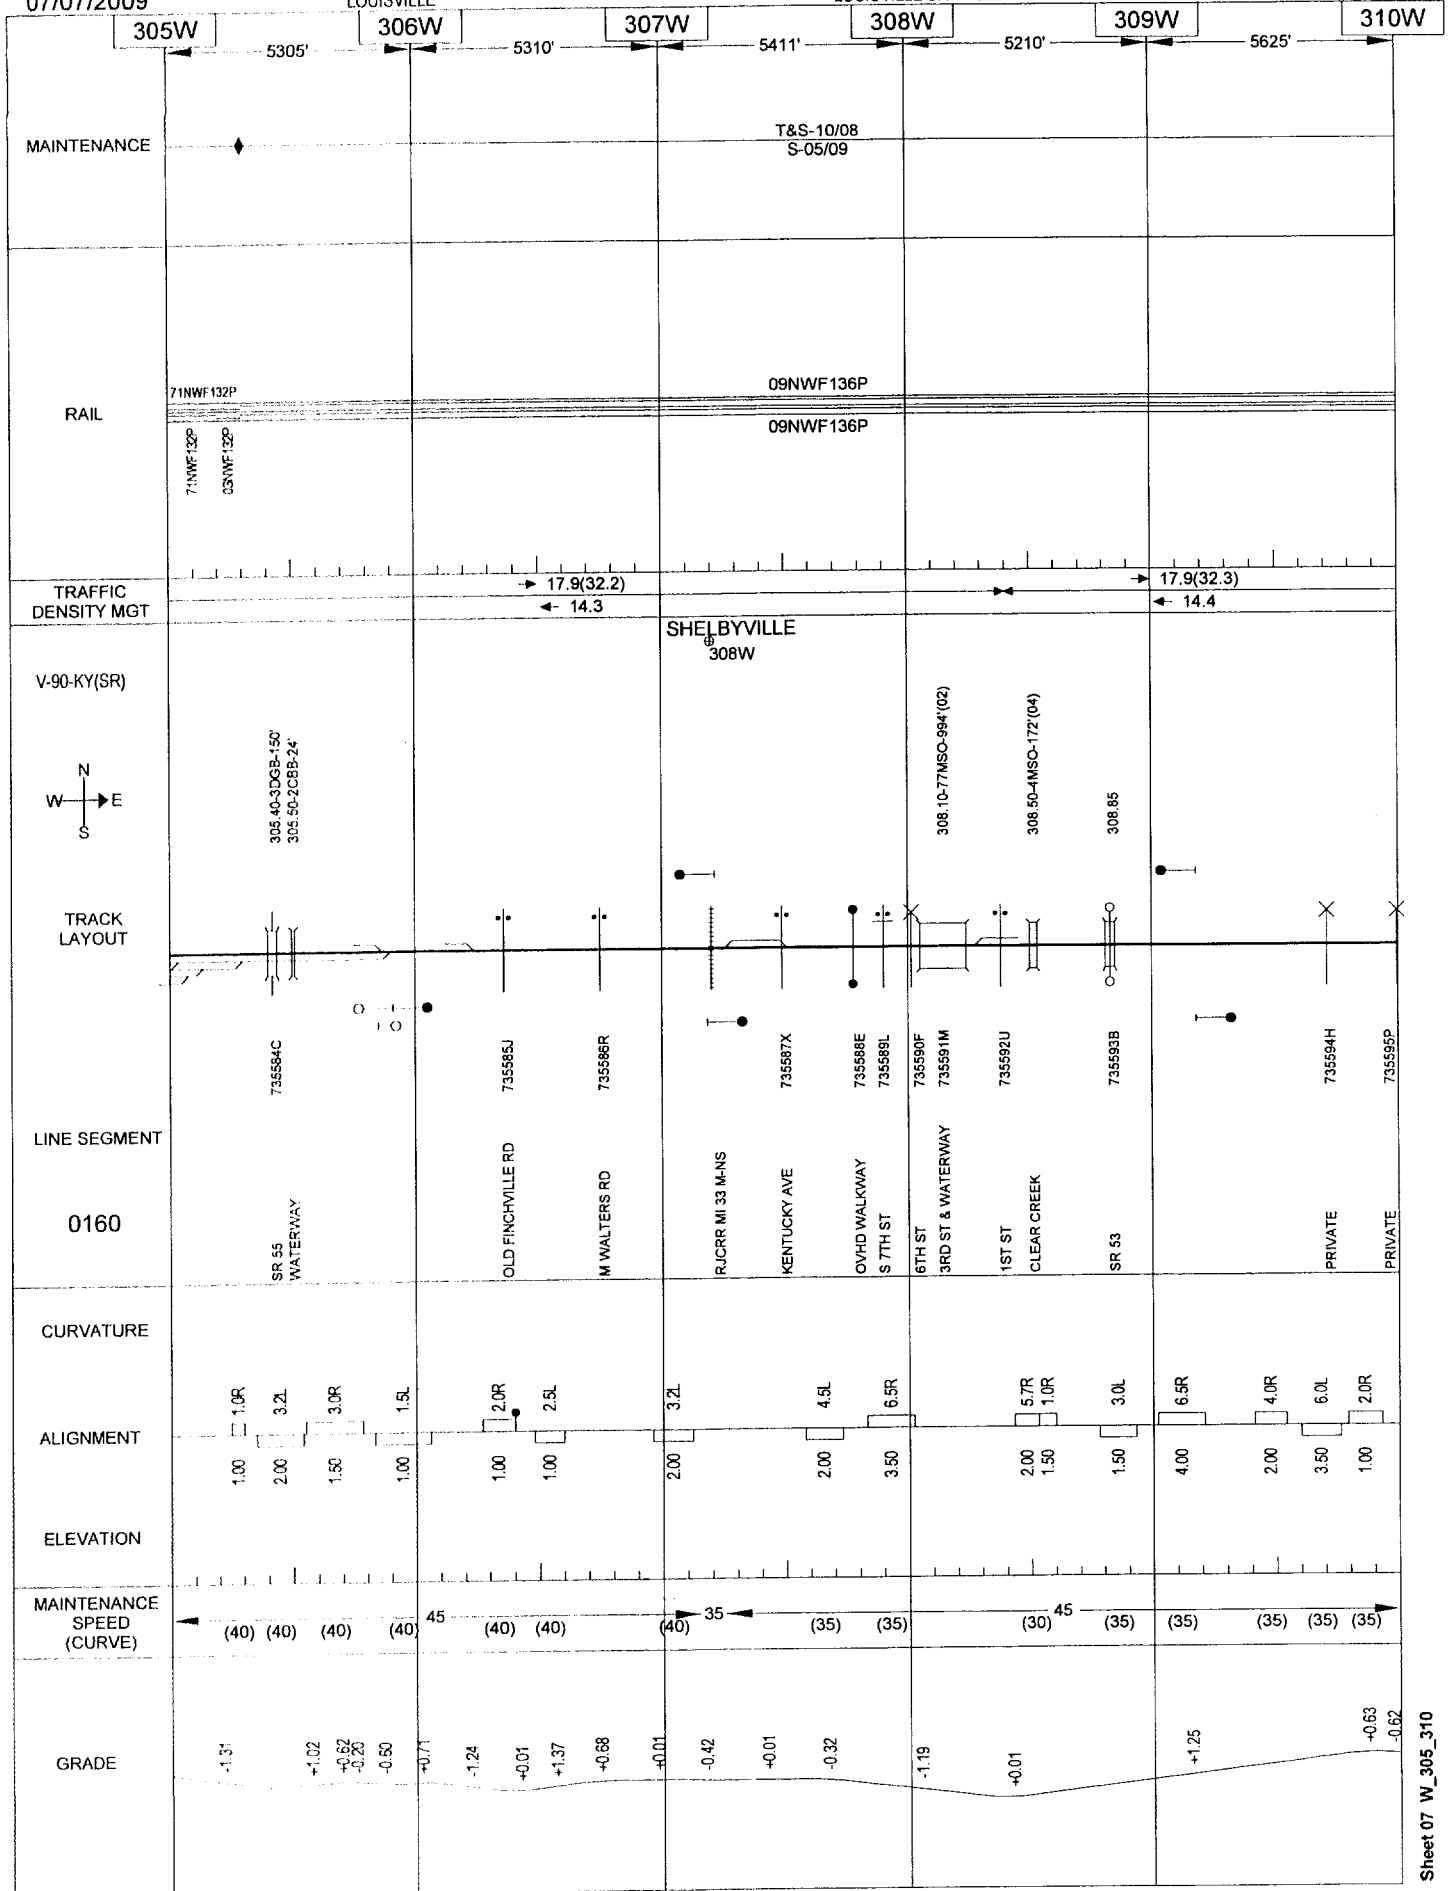 07/07/2009
LOUISVILLE
305W 306W 307W 308W 309W 310W
5305' 5310' 5411' 5210' 5625'
MAINTENANCE
T&S-10/08
S-05/09
RAIL
71NWF132P
09NWF136P
09NWF136P
71NWF132P
03NWF132P
TRAFFIC
DENSITY MGT
17.9(32.2)
14.3
17.9(32.3)
14.4
SHELBYVILLE
308W
V-90-KY(SR)
N
W E
S
305.40-3DGB-150'
305.50-2CBB-24'
308.10-77MSO-994'(02)
308.50-4MSO-172'(04)
308.85
TRACK
LAYOUT
735584C
735585J
735586R
735587X
735588E
735589L
735590F
735591M
735592U
735593B
735594H
735595P
LINE SEGMENT
0160
SR 55
WATERWAY
OLD FINCHVILLE RD
M WALTERS RD
RJCRR MI 33 M-NS
KENTUCKY AVE
OVHD WALKWAY
S 7TH ST
6TH ST
3RD ST & WATERWAY
1ST ST
CLEAR CREEK
SR 53
PRIVATE
PRIVATE
CURVATURE
1.0R 3.2L 3.0R 1.5L 2.0R 2.5L 3.2L 4.5L 6.5R 5.7R 1.0R 3.0L 6.5R 4.0R 6.0L 2.0R
ALIGNMENT
1.00 2.00 1.50 1.00 1.00 1.00 2.00 2.00 3.50 2.00 1.50 1.50 4.00 2.00 3.50 1.00
ELEVATION
MAINTENANCE
SPEED
(CURVE)
45 35 45
(40) (40) (40) (40) (40) (40) (40) (35) (35) (30) (35) (35) (35) (35) (35)
GRADE
-1.31 +1.02 +0.62 -0.20 -0.60 +0.71 -1.24 +0.01 +1.37 +0.68 +0.01 -0.42 +0.01 -0.32 -1.19 +0.01 +1.25 +0.63 -0.62
Sheet 07 W_305_310